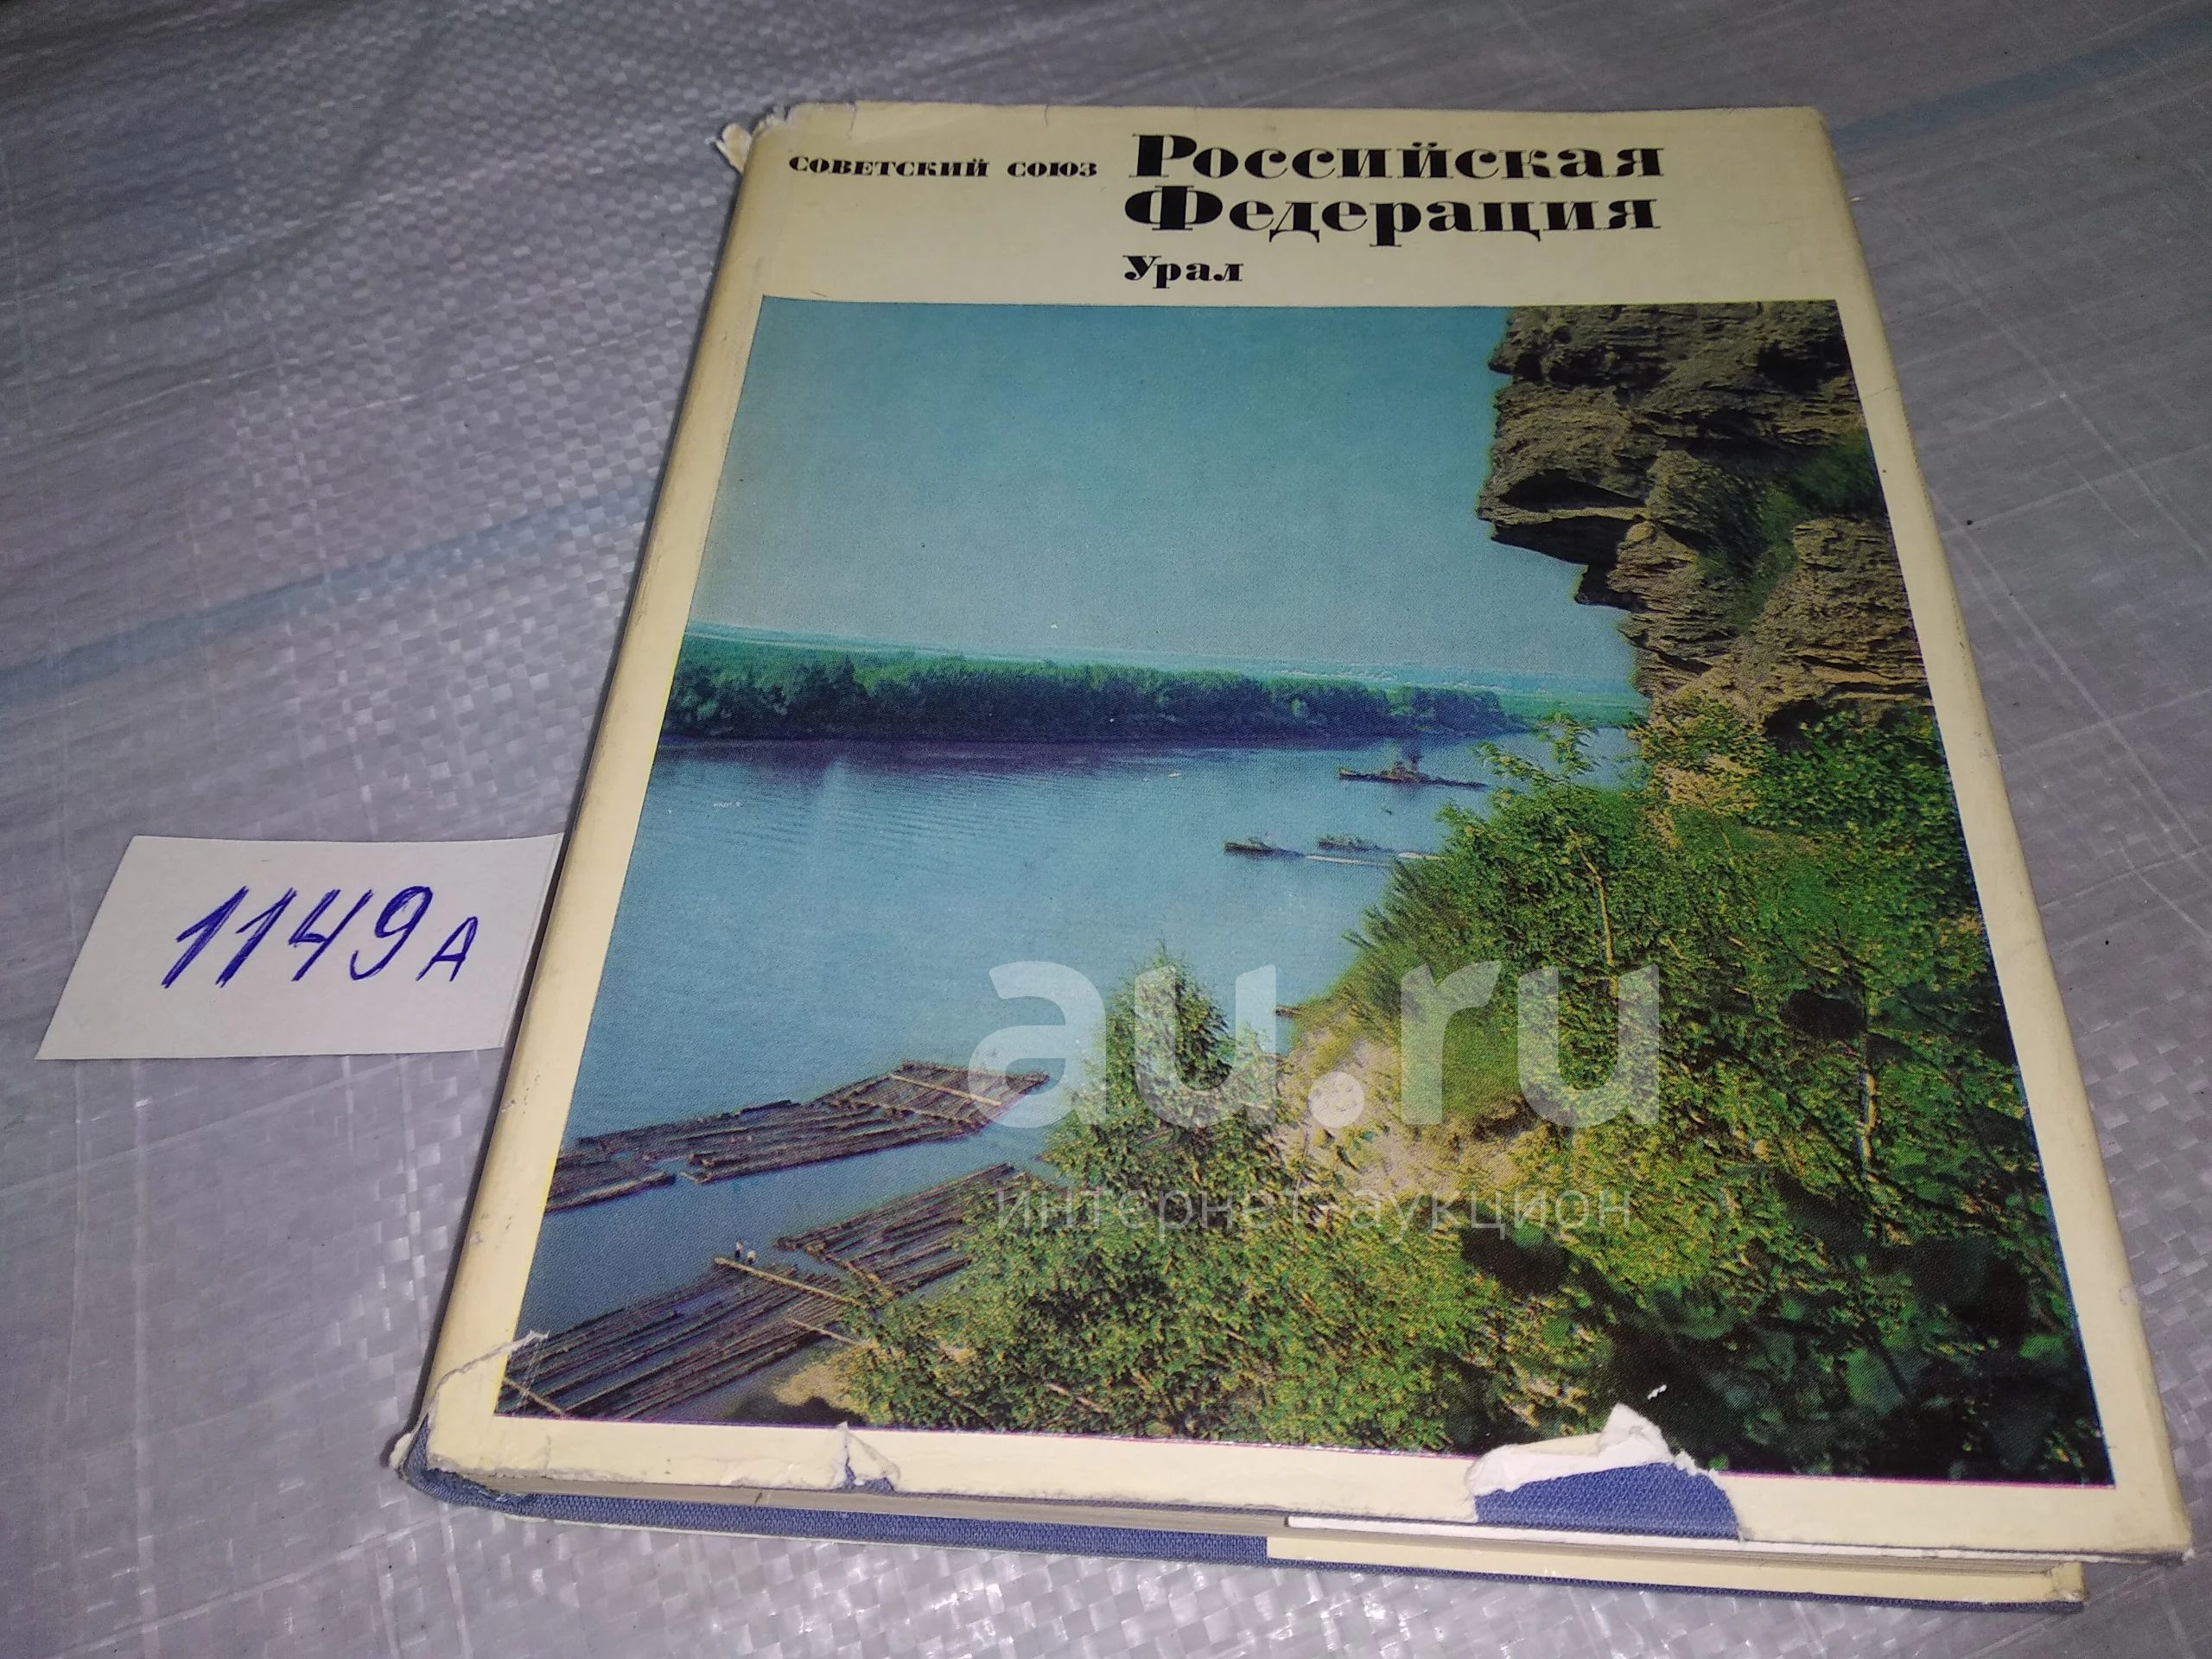 СОВЕТСКИЙ СОЮЗ Российская
Федерация
Урал
1149А
au.ru
интернет-аукцион